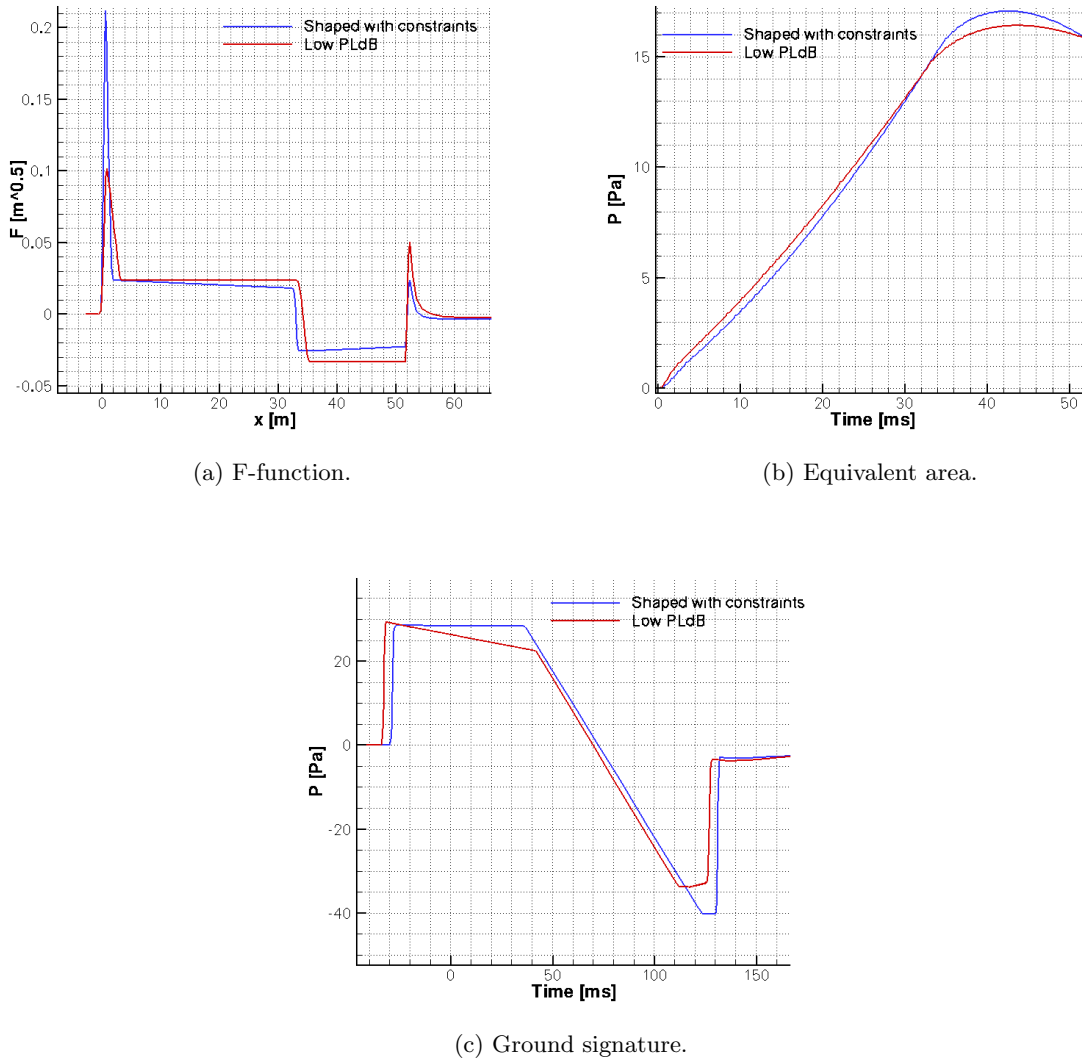 0.2
0.15
0.1
0.05
0
-0.05
F [m^0.5]
Shaped with constraints
Low PLdB
0 10 20 30 40 50 60
x [m]
(a) F-function.
15
10
5
0
P [Pa]
Shaped with constraints
Low PLdB
0 10 20 30 40 50
Time [ms]
(b) Equivalent area.
20
0
-20
-40
P [Pa]
Shaped with constraints
Low PLdB
0 50 100 150
Time [ms]
(c) Ground signature.